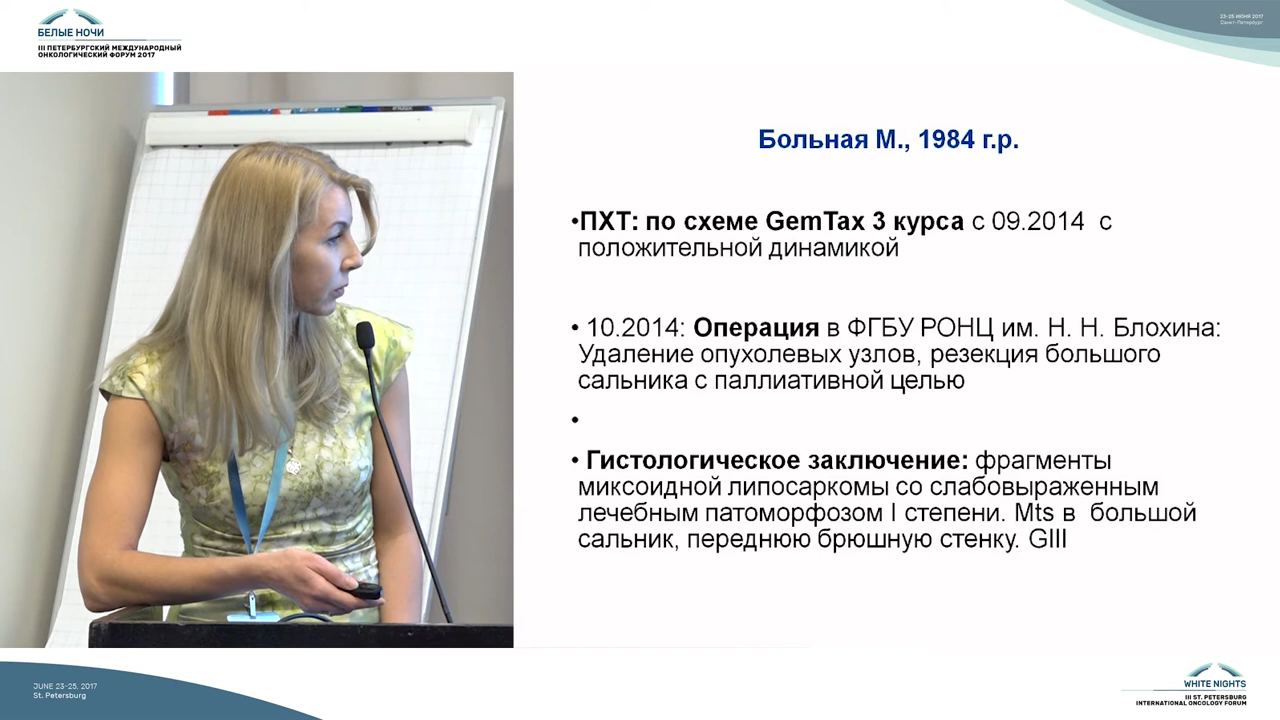 БЕЛЫЕ НОЧИ
III ПЕТЕРБУРГСКИЙ МЕЖДУНАРОДНЫЙ
ОНКОЛОГИЧЕСКИЙ ФОРУМ 2017
23-25 ИЮНЯ 2017
Санкт-Петербург
Больная М., 1984 г.р.
•ПХТ: по схеме GemTax 3 курса с 09.2014 с
положительной динамикой
• 10.2014: Операция в ФГБУ РОНЦ им. Н. Н. Блохина:
Удаление опухолевых узлов, резекция большого
сальника с паллиативной целью
•
• Гистологическое заключение: фрагменты
миксоидной липосаркомы со слабовыраженным
лечебным патоморфозом I степени. Mts в большой
сальник, переднюю брюшную стенку. GIII
JUNE 23-25, 2017
St. Petersburg
WHITE NIGHTS
III ST. PETERSBURG
INTERNATIONAL ONCOLOGY FORUM